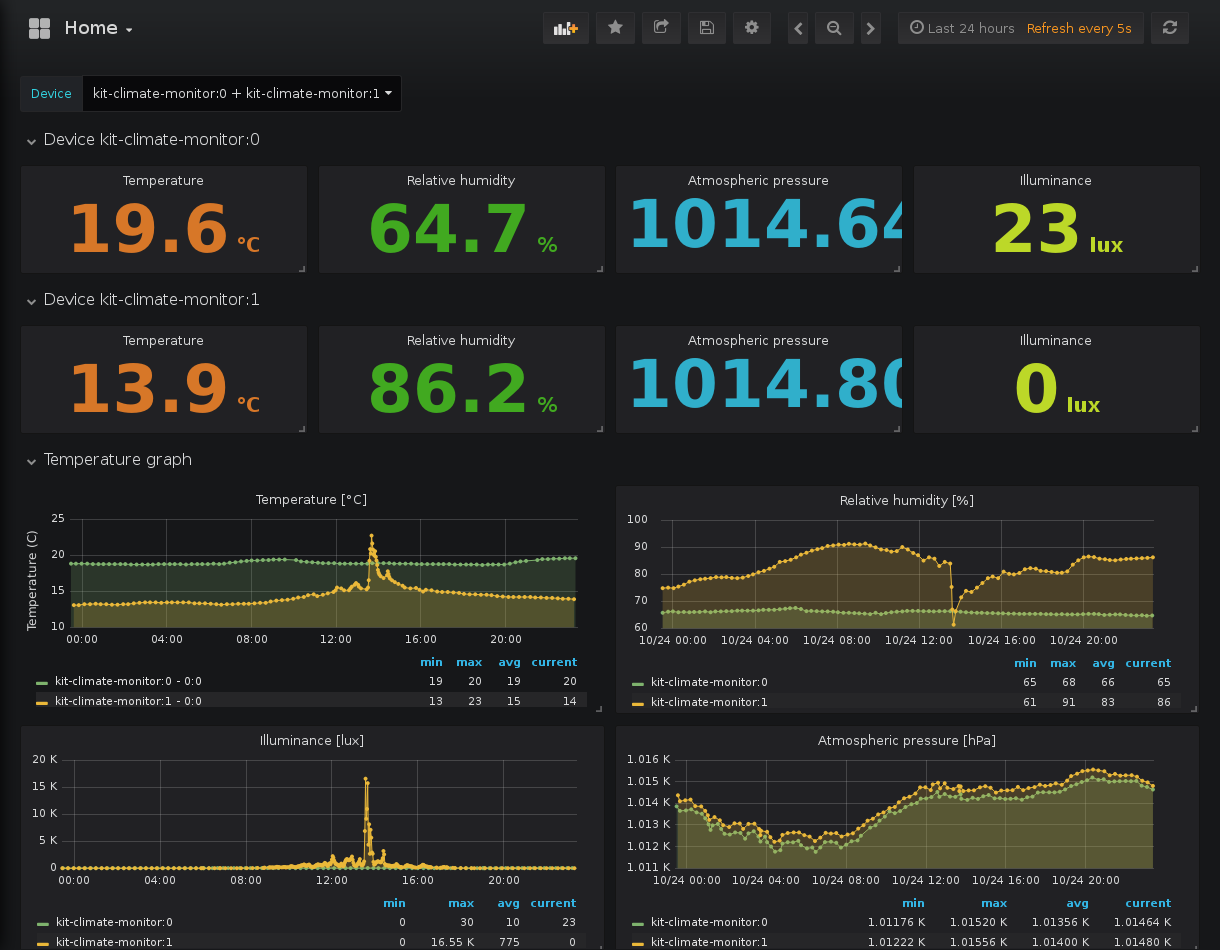 Home
Last 24 hours Refresh every 5s
Device kit-climate-monitor:0 + kit-climate-monitor:1
Device kit-climate-monitor:0
Temperature Relative humidity Atmospheric pressure Illuminance
19.6 °C 64.7 % 1014.64 23 lux
Device kit-climate-monitor:1
Temperature Relative humidity Atmospheric pressure Illuminance
13.9 °C 86.2 % 1014.80 0 lux
Temperature graph
Temperature [°C]
Temperature (C)
25
20
15
10
00:00 04:00 08:00 12:00 16:00 20:00
min max avg current
kit-climate-monitor:0 - 0:0 19 20 19 20
kit-climate-monitor:1 - 0:0 13 23 15 14
Relative humidity [%]
100
90
80
70
60
10/24 00:00 10/24 04:00 10/24 08:00 10/24 12:00 10/24 16:00 10/24 20:00
min max avg current
kit-climate-monitor:0 65 68 66 65
kit-climate-monitor:1 61 91 83 86
Illuminance [lux]
20 K
15 K
10 K
5 K
0
00:00 04:00 08:00 12:00 16:00 20:00
min max avg current
kit-climate-monitor:0 0 30 10 23
kit-climate-monitor:1 0 16.55 K 775 0
Atmospheric pressure [hPa]
1.016 K
1.015 K
1.014 K
1.013 K
1.012 K
1.011 K
10/24 00:00 10/24 04:00 10/24 08:00 10/24 12:00 10/24 16:00 10/24 20:00
min max avg current
kit-climate-monitor:0 1.01176 K 1.01520 K 1.01356 K 1.01464 K
kit-climate-monitor:1 1.01222 K 1.01556 K 1.01400 K 1.01480 K